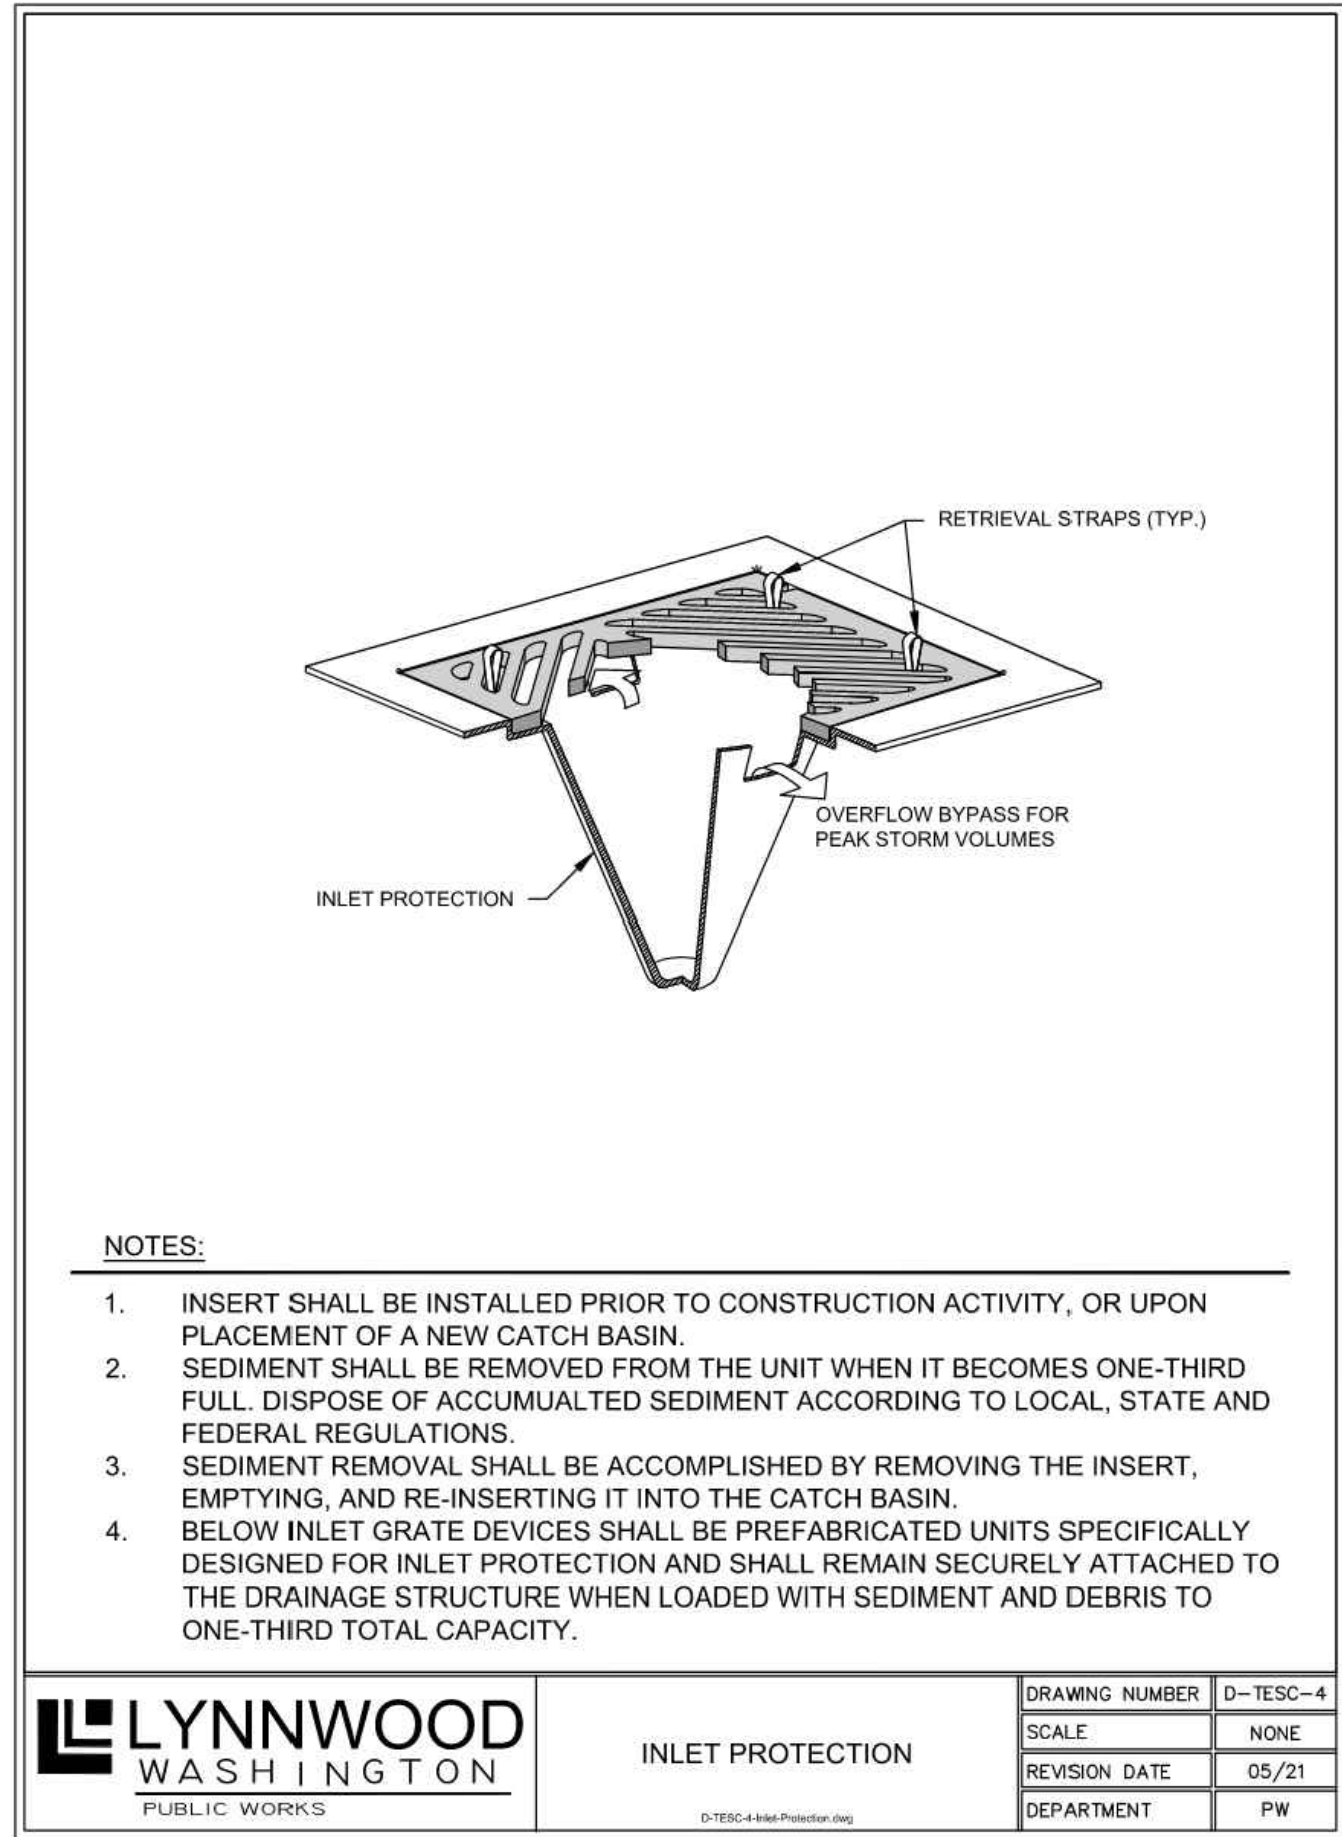 RETRIEVAL STRAPS (TYP.)
OVERFLOW BYPASS FOR
PEAK STORM VOLUMES
INLET PROTECTION
NOTES:
1. INSERT SHALL BE INSTALLED PRIOR TO CONSTRUCTION ACTIVITY, OR UPON
PLACEMENT OF A NEW CATCH BASIN.
2. SEDIMENT SHALL BE REMOVED FROM THE UNIT WHEN IT BECOMES ONE-THIRD
FULL. DISPOSE OF ACCUMUALTED SEDIMENT ACCORDING TO LOCAL, STATE AND
FEDERAL REGULATIONS.
3. SEDIMENT REMOVAL SHALL BE ACCOMPLISHED BY REMOVING THE INSERT,
EMPTYING, AND RE-INSERTING IT INTO THE CATCH BASIN.
4. BELOW INLET GRATE DEVICES SHALL BE PREFABRICATED UNITS SPECIFICALLY
DESIGNED FOR INLET PROTECTION AND SHALL REMAIN SECURELY ATTACHED TO
THE DRAINAGE STRUCTURE WHEN LOADED WITH SEDIMENT AND DEBRIS TO
ONE-THIRD TOTAL CAPACITY.
LYNNWOOD
WASHINGTON
PUBLIC WORKS
INLET PROTECTION
D-TESC-4-Inlet-Protection.dwg
DRAWING NUMBER D-TESC-4
SCALE NONE
REVISION DATE 05/21
DEPARTMENT PW